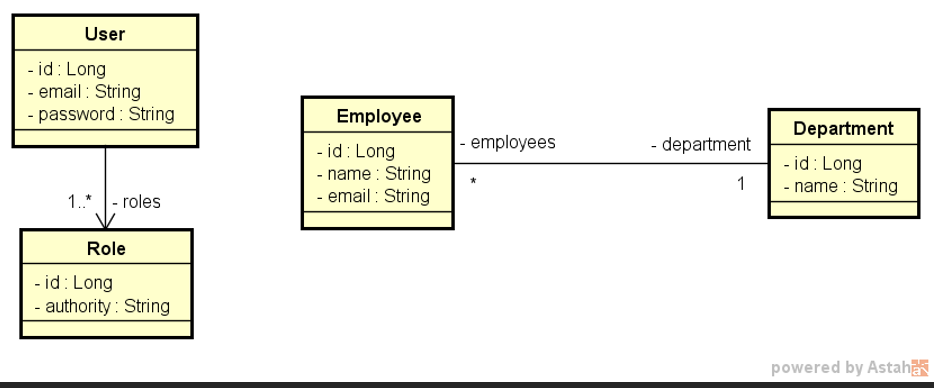 User
- id : Long
- email : String
- password : String
1..* - roles
Role
- id : Long
- authority : String
Employee
- id : Long
- name : String
- email : String
- employees
*
- department
1
Department
- id : Long
- name : String
powered by Astah